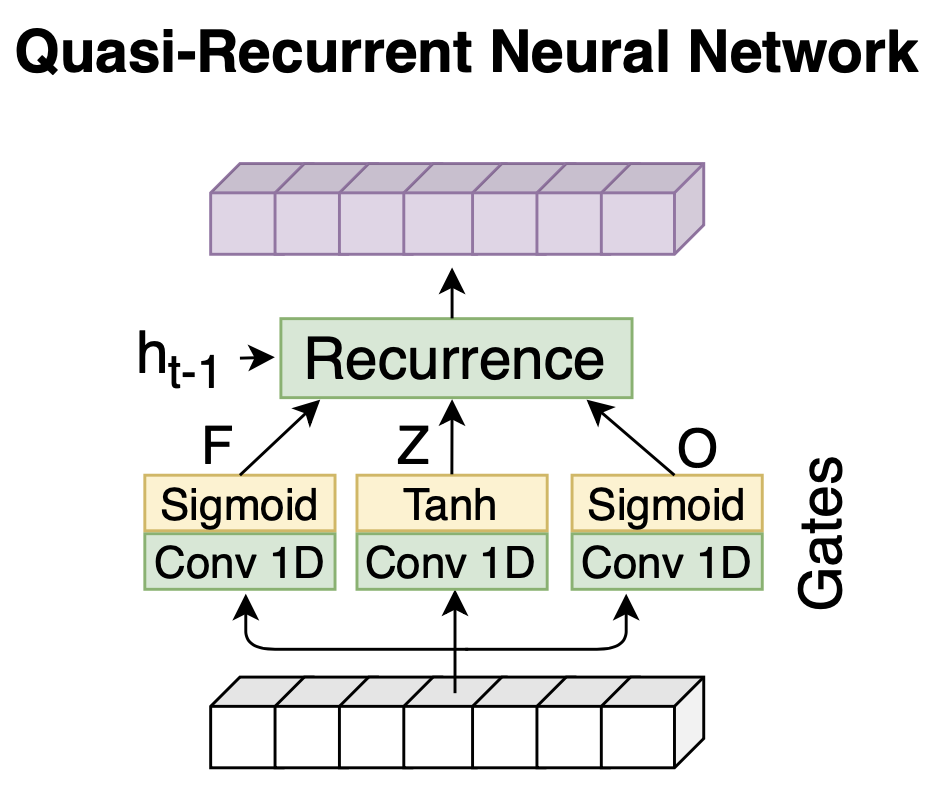 Quasi-Recurrent Neural Network
h_{t-1}
Recurrence
F
Z
O
Sigmoid
Tanh
Sigmoid
Conv 1D
Conv 1D
Conv 1D
Gates